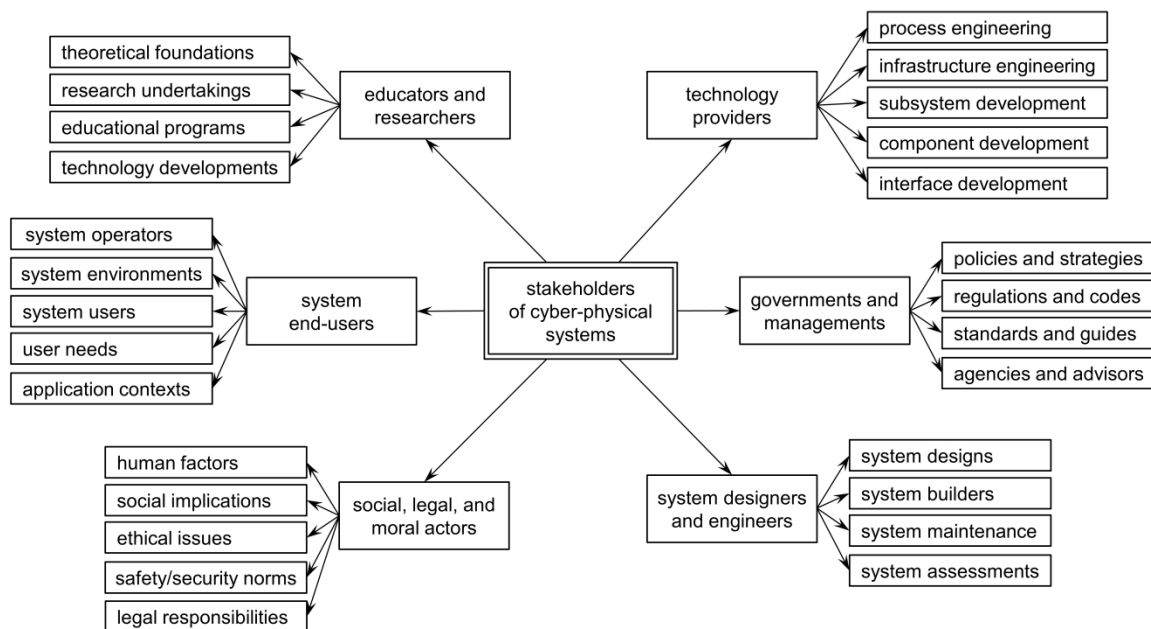 theoretical foundations
research undertakings
educational programs
technology developments
educators and
researchers
technology
providers
process engineering
infrastructure engineering
subsystem development
component development
interface development
system operators
system environments
system users
user needs
application contexts
system
end-users
stakeholders
of cyber-physical
systems
governments and
managements
policies and strategies
regulations and codes
standards and guides
agencies and advisors
human factors
social implications
ethical issues
safety/security norms
legal responsibilities
social, legal, and
moral actors
system designers
and engineers
system designs
system builders
system maintenance
system assessments